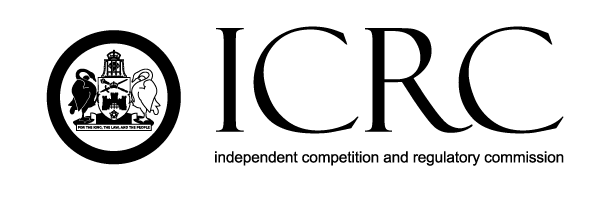 ICRC
FOR THE KING, THE LAW, AND THE PEOPLE
independent competition and regulatory commission